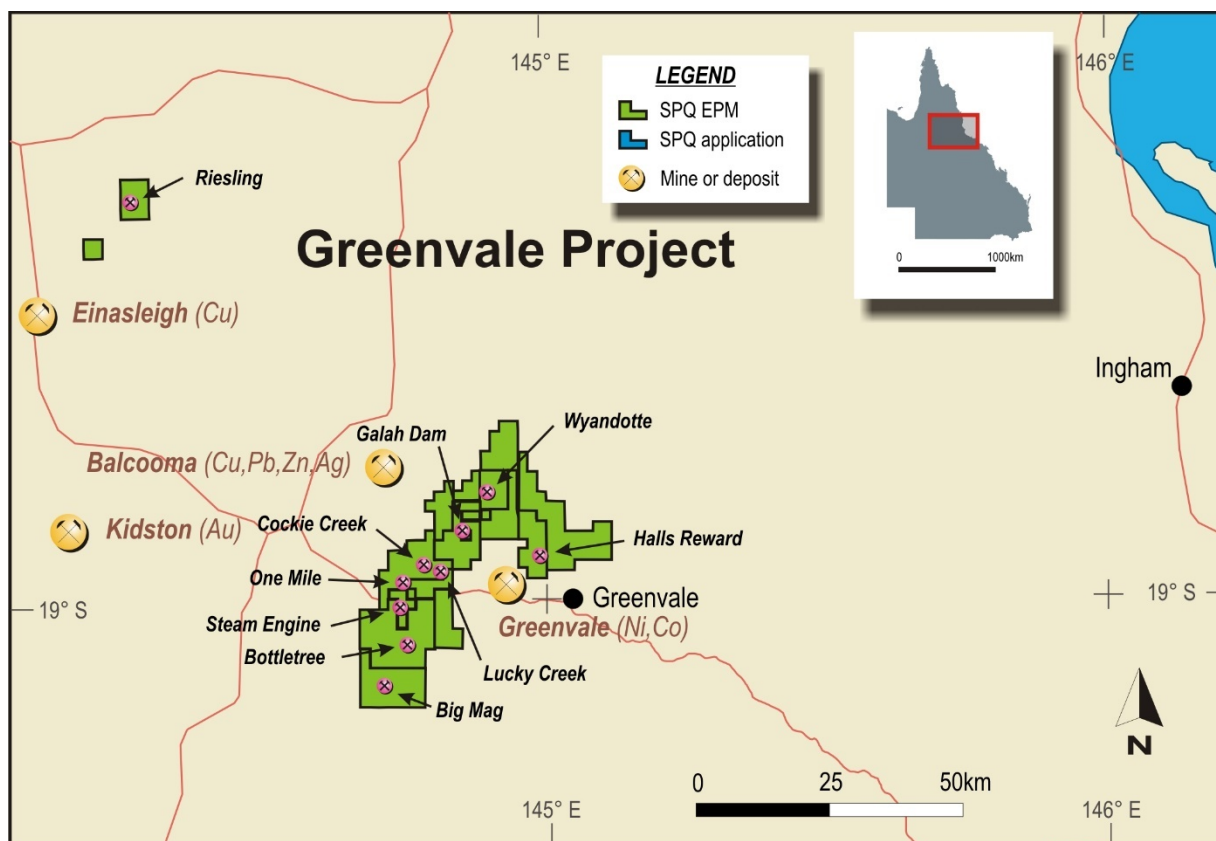 145° E
146° E
LEGEND
SPQ EPM
SPQ application
Mine or deposit
0
1000km
Riesling
Greenvale Project
Einasleigh (Cu)
Ingham
Wyandotte
Galah Dam
Balcooma (Cu,Pb,Zn,Ag)
Cockie Creek
Kidston (Au)
Halls Reward
One Mile
19° S
Greenvale
19° S
Steam Engine
Greenvale (Ni,Co)
Bottletree
Lucky Creek
Big Mag
N
0
25
50km
145° E
146° E